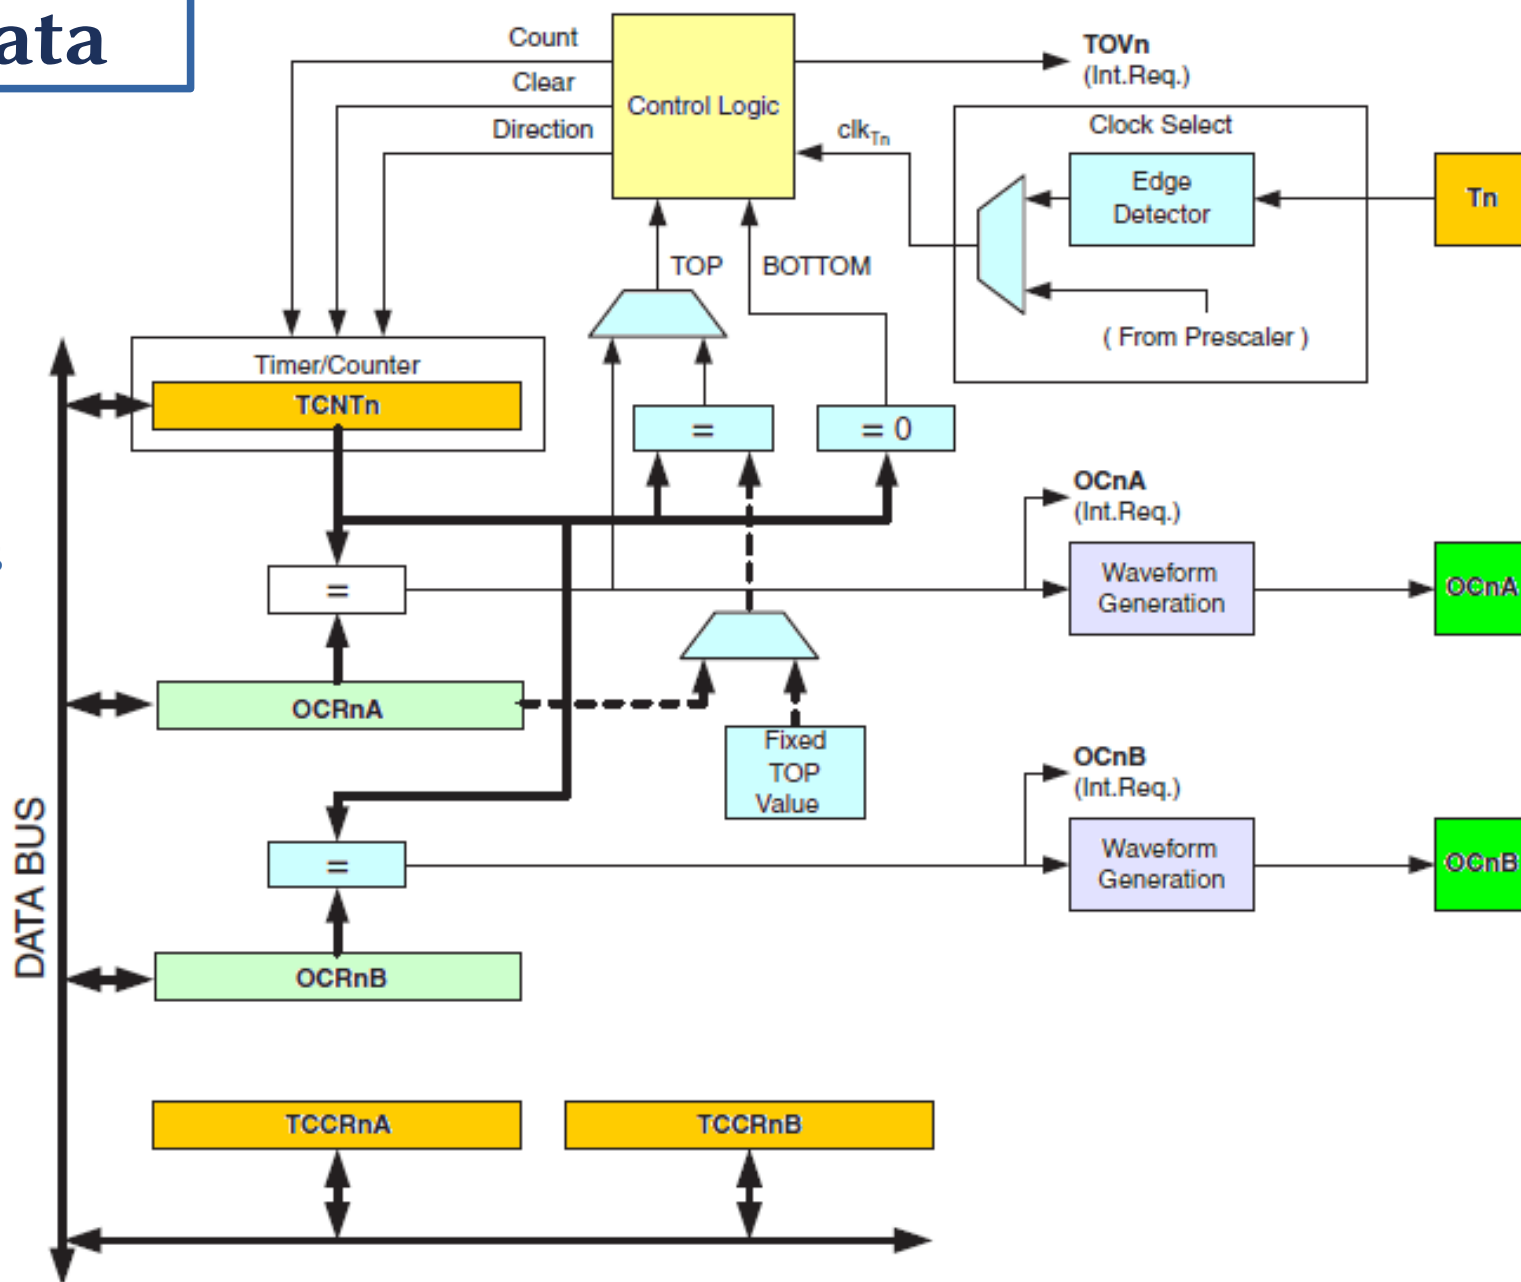 ata
Count
Clear
Direction
Control Logic
TOVn
(Int.Req.)
clkTn
Clock Select
Edge
Detector
Tn
TOP
BOTTOM
( From Prescaler )
Timer/Counter
TCNTn
=
= 0
OCnA
(Int.Req.)
=
Waveform
Generation
OCnA
OCRnA
Fixed
TOP
Value
OCnB
(Int.Req.)
DATA BUS
=
Waveform
Generation
OCnB
OCRnB
TCCRnA
TCCRnB